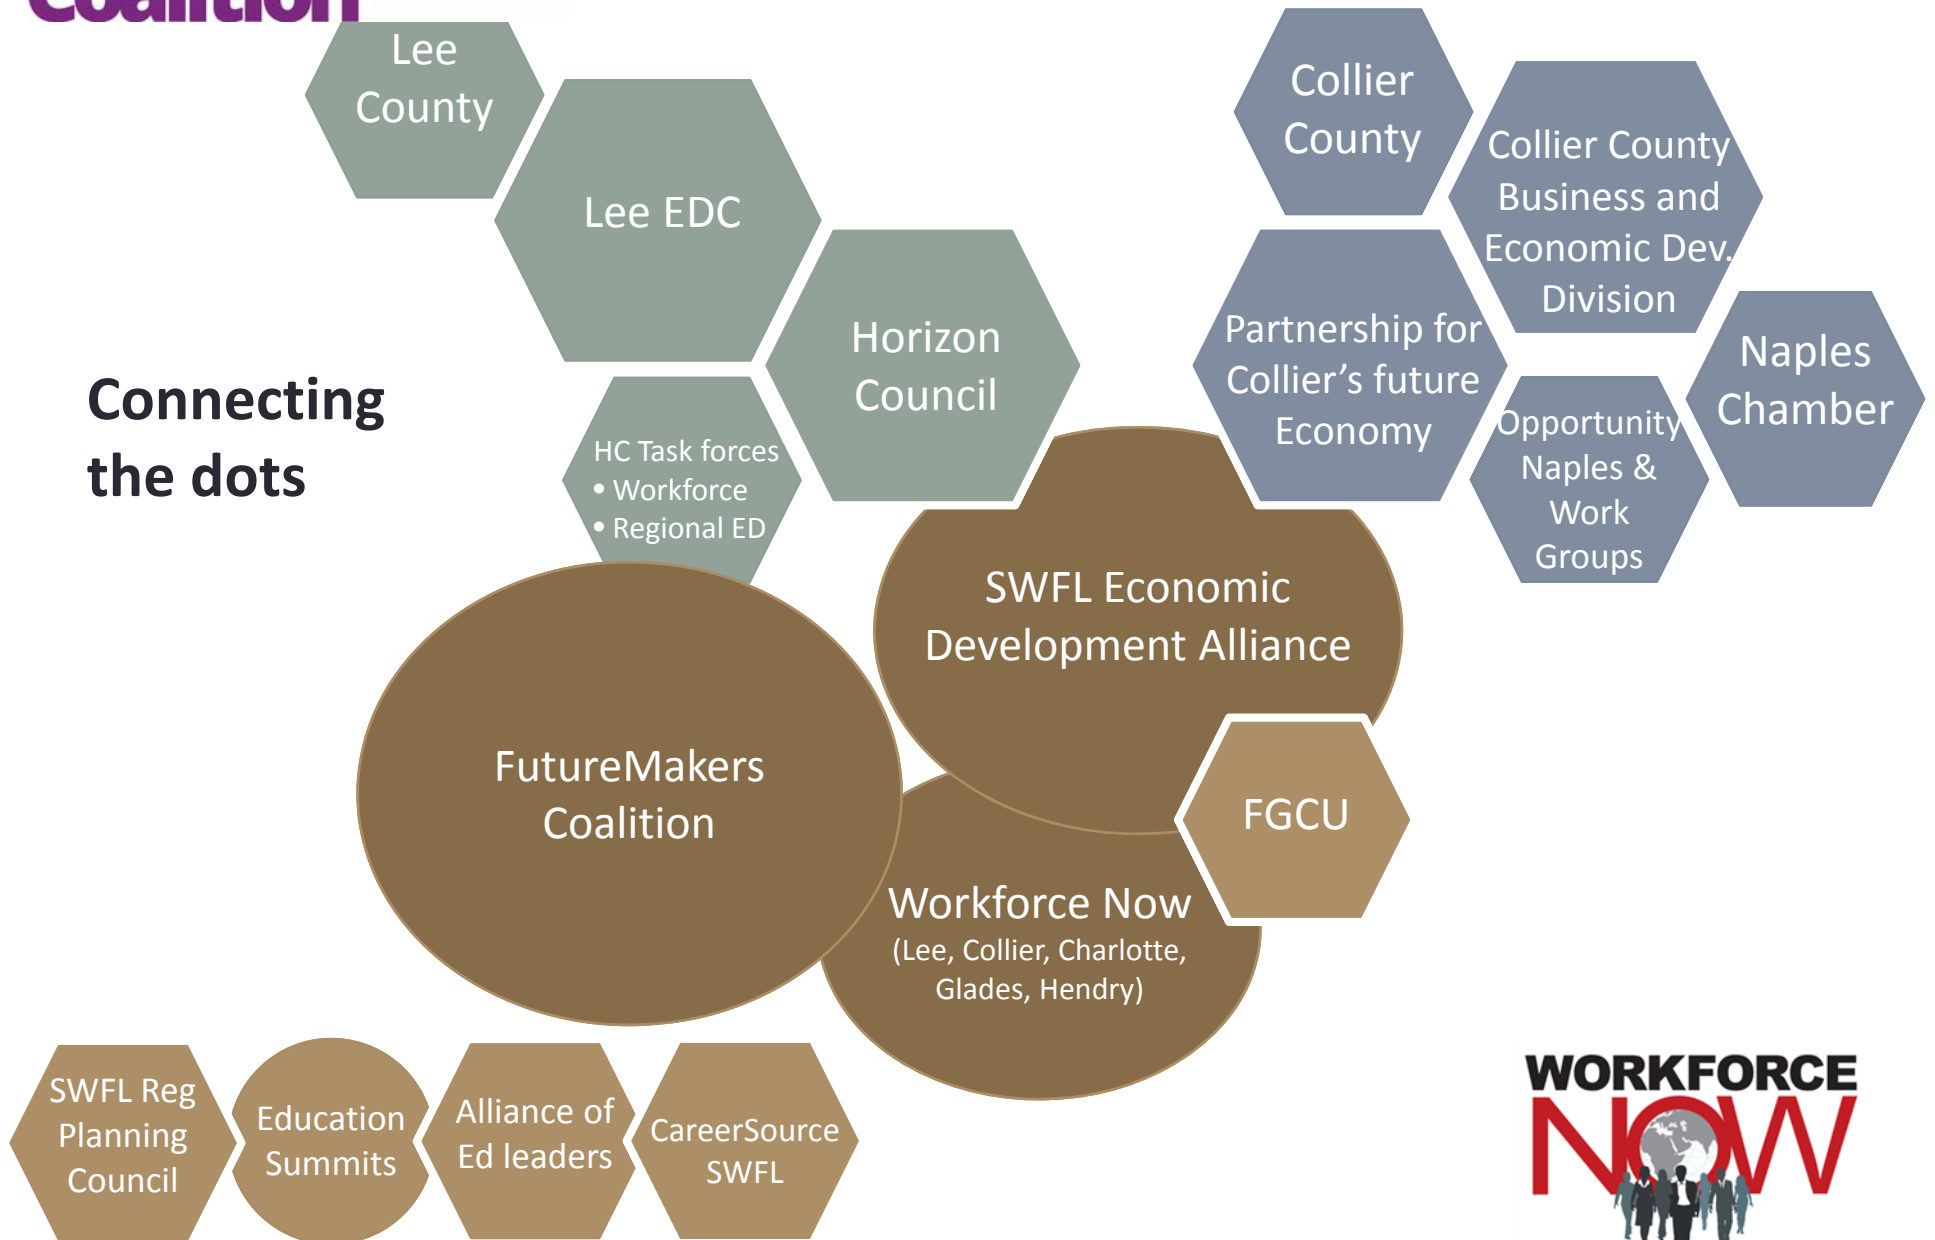 Coalition
Lee
County
Lee EDC
Horizon
Council
HC Task forces
• Workforce
• Regional ED
Collier
County
Collier County
Business and
Economic Dev.
Division
Partnership for
Collier’s future
Economy
Naples
Chamber
Opportunity
Naples &
Work
Groups
Connecting
the dots
SWFL Economic
Development Alliance
FutureMakers
Coalition
FGCU
Workforce Now
(Lee, Collier, Charlotte,
Glades, Hendry)
SWFL Reg
Planning
Council
Education
Summits
Alliance of
Ed leaders
CareerSource
SWFL
WORKFORCE
NOW